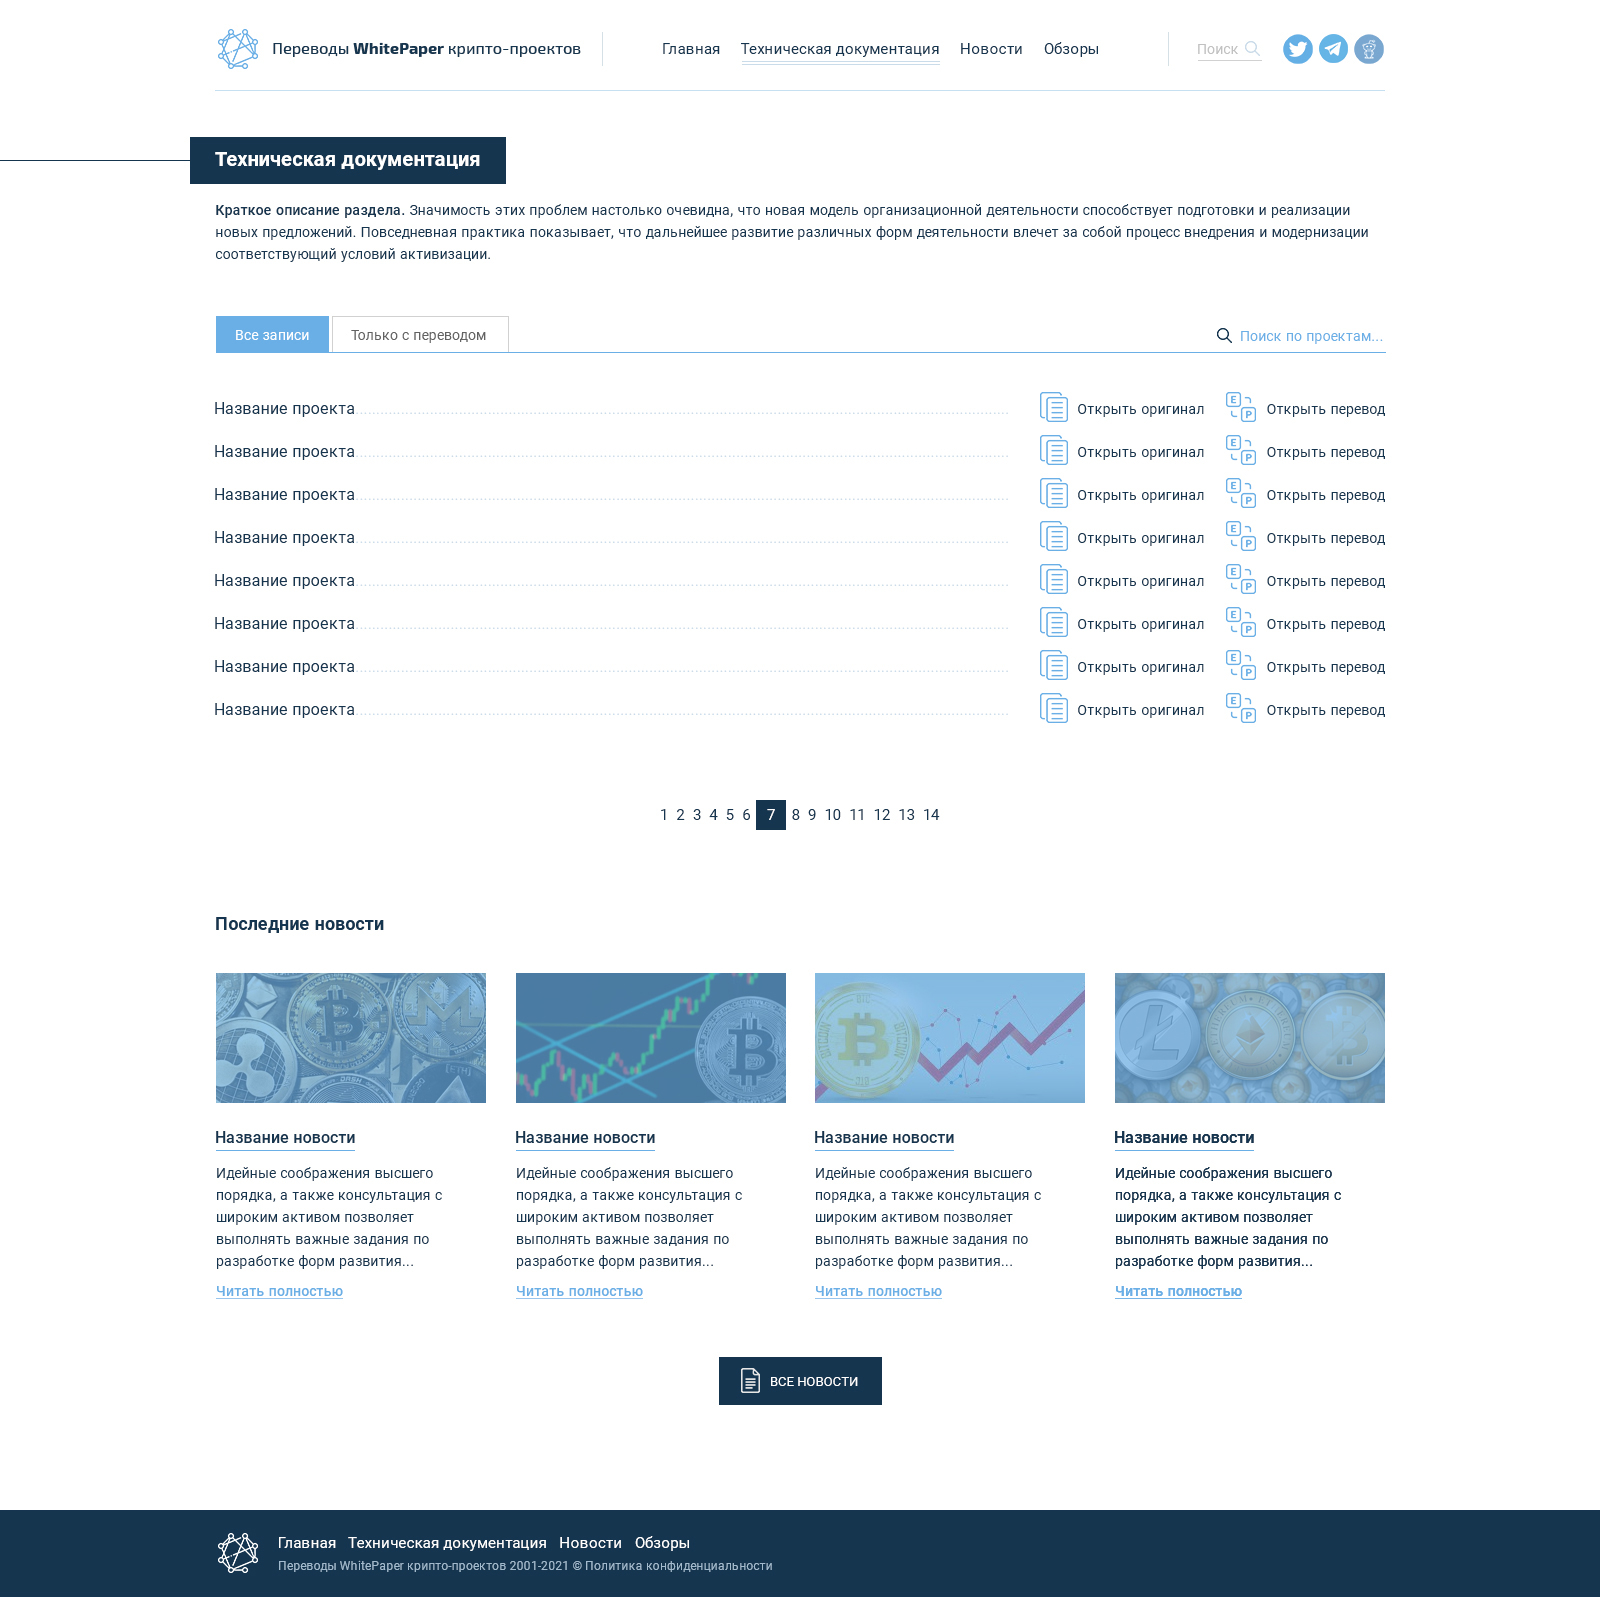 Переводы WhitePaper крипто-проектов
Главная Техническая документация Новости Обзоры
Поиск
Техническая документация
Краткое описание раздела. Значимость этих проблем настолько очевидна, что новая модель организационной деятельности способствует подготовки и реализации
новых предложений. Повседневная практика показывает, что дальнейшее развитие различных форм деятельности влечет за собой процесс внедрения и модернизации
соответствующий условий активизации.
Все записи Только с переводом Поиск по проектам...
Название проекта Открыть оригинал E P Открыть перевод
Название проекта Открыть оригинал E P Открыть перевод
Название проекта Открыть оригинал E P Открыть перевод
Название проекта Открыть оригинал E P Открыть перевод
Название проекта Открыть оригинал E P Открыть перевод
Название проекта Открыть оригинал E P Открыть перевод
Название проекта Открыть оригинал E P Открыть перевод
Название проекта Открыть оригинал E P Открыть перевод
1 2 3 4 5 6 7 8 9 10 11 12 13 14
Последние новости
Название новости
Идейные соображения высшего
порядка, а также консультация с
широким активом позволяет
выполнять важные задания по
разработке форм развития...
Читать полностью
Название новости
Идейные соображения высшего
порядка, а также консультация с
широким активом позволяет
выполнять важные задания по
разработке форм развития...
Читать полностью
Название новости
Идейные соображения высшего
порядка, а также консультация с
широким активом позволяет
выполнять важные задания по
разработке форм развития...
Читать полностью
Название новости
Идейные соображения высшего
порядка, а также консультация с
широким активом позволяет
выполнять важные задания по
разработке форм развития...
Читать полностью
ВСЕ НОВОСТИ
Главная Техническая документация Новости Обзоры
Переводы WhitePaper крипто-проектов 2001-2021 © Политика конфиденциальности